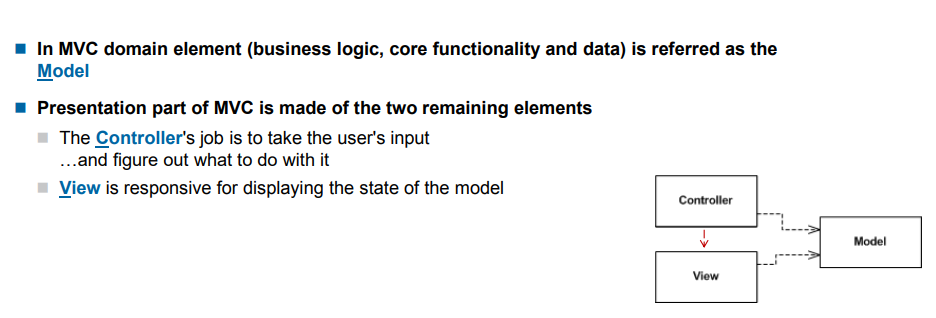 In MVC domain element (business logic, core functionality and data) is referred as the
Model
Presentation part of MVC is made of the two remaining elements
The Controller's job is to take the user's input
…and figure out what to do with it
View is responsive for displaying the state of the model
Controller
Model
View